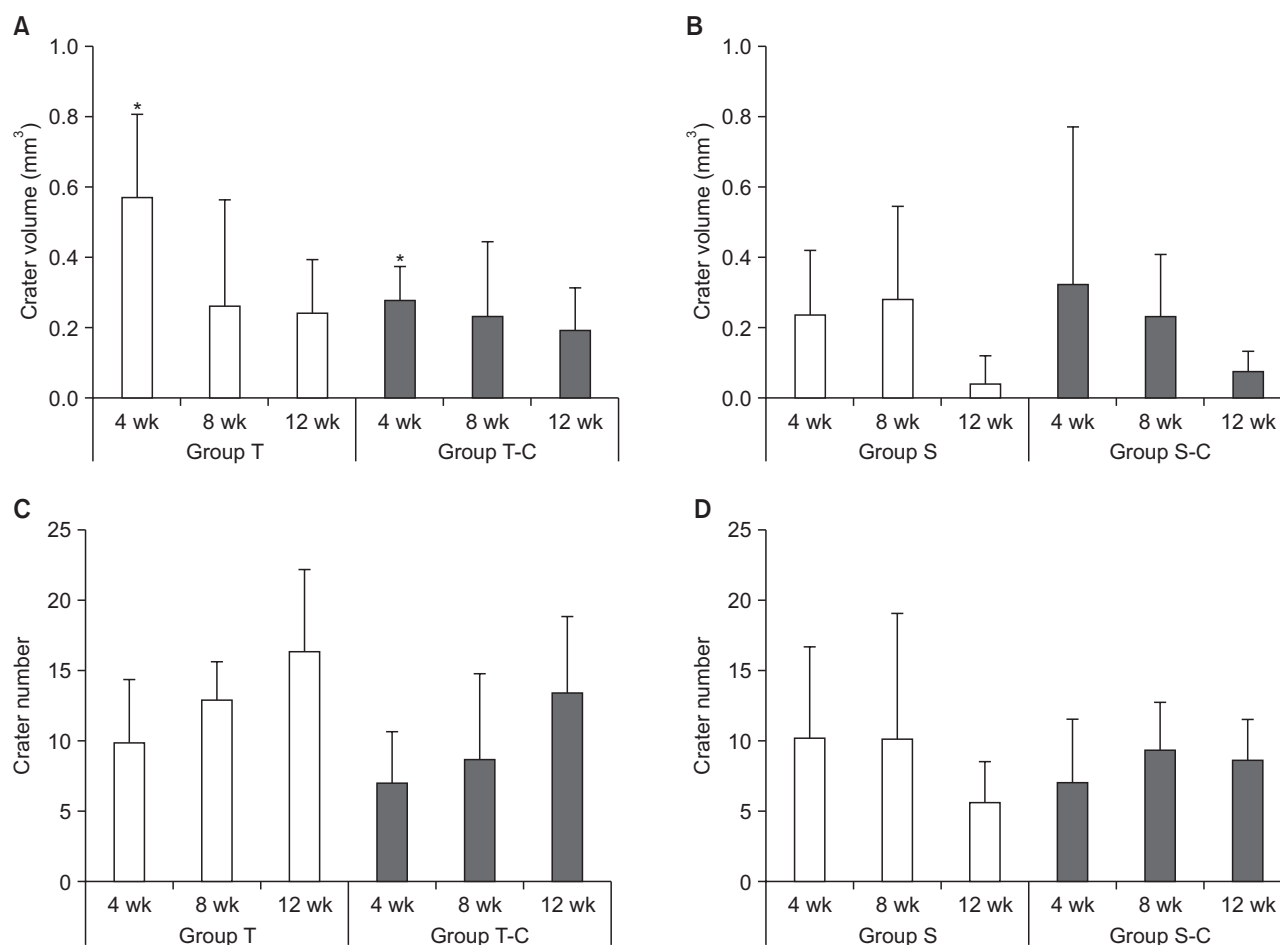 A
1.0
0.8
0.6
0.4
0.2
0.0
Crater volume (mm³)
*
*
4 wk 8 wk 12 wk 4 wk 8 wk 12 wk
Group T Group T-C
B
1.0
0.8
0.6
0.4
0.2
0.0
Crater volume (mm³)
4 wk 8 wk 12 wk 4 wk 8 wk 12 wk
Group S Group S-C
C
25
20
15
10
5
0
Crater number
4 wk 8 wk 12 wk 4 wk 8 wk 12 wk
Group T Group T-C
D
25
20
15
10
5
0
Crater number
4 wk 8 wk 12 wk 4 wk 8 wk 12 wk
Group S Group S-C